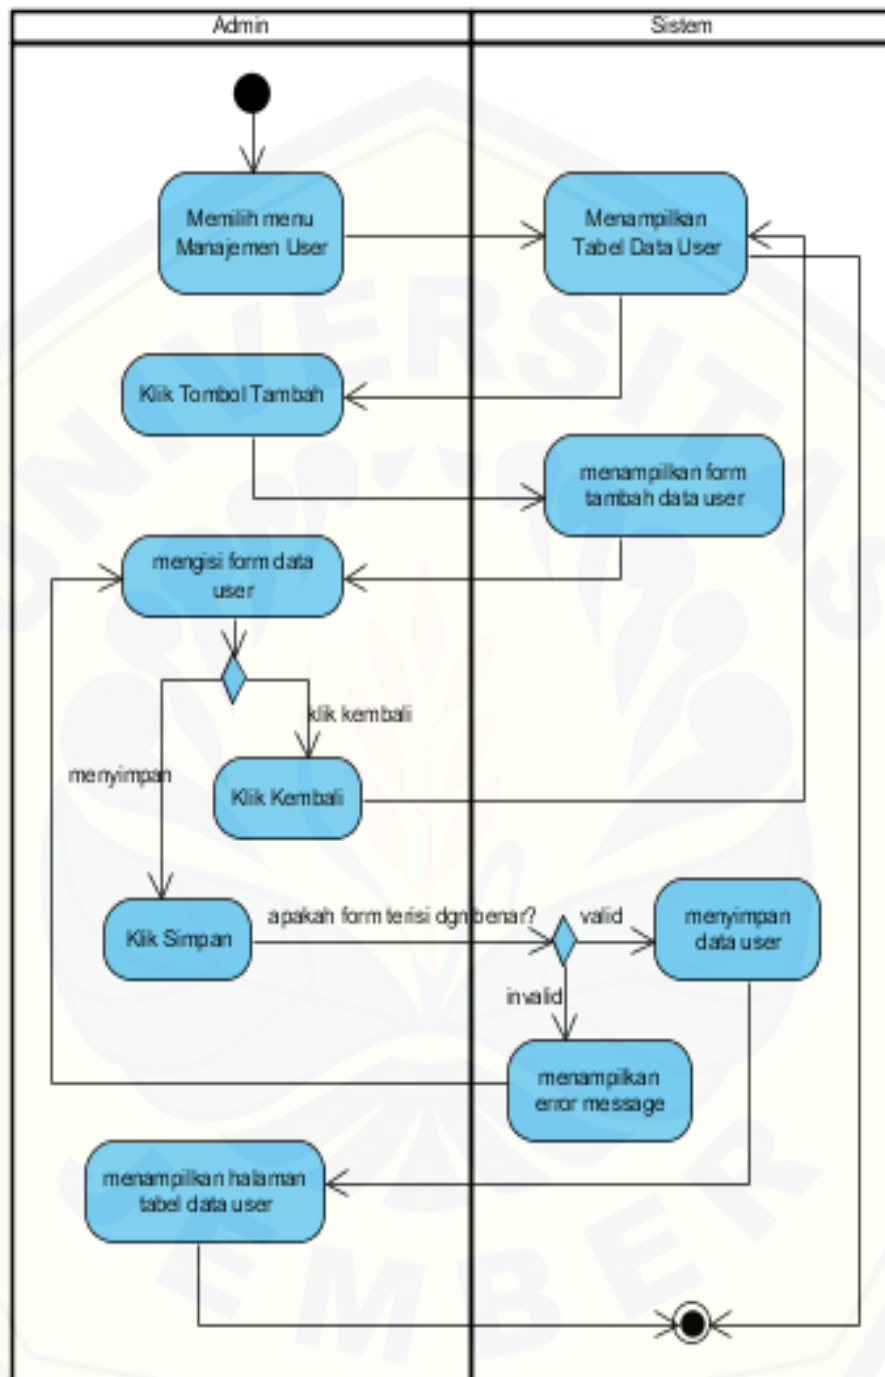 Admin
Sistem
Memilih menu
Manajemen User
Menampilkan
Tabel Data User
Klik Tombol Tambah
menampilkan form
tambah data user
mengisi form data
user
klik kembali
menyimpan
Klik Kembali
Klik Simpan
apakah form terisi dgn benar?
valid
menyimpan
data user
invalid
menampilkan
error message
menampilkan halaman
tabel data user
UNIVERSITAS
JEMBER